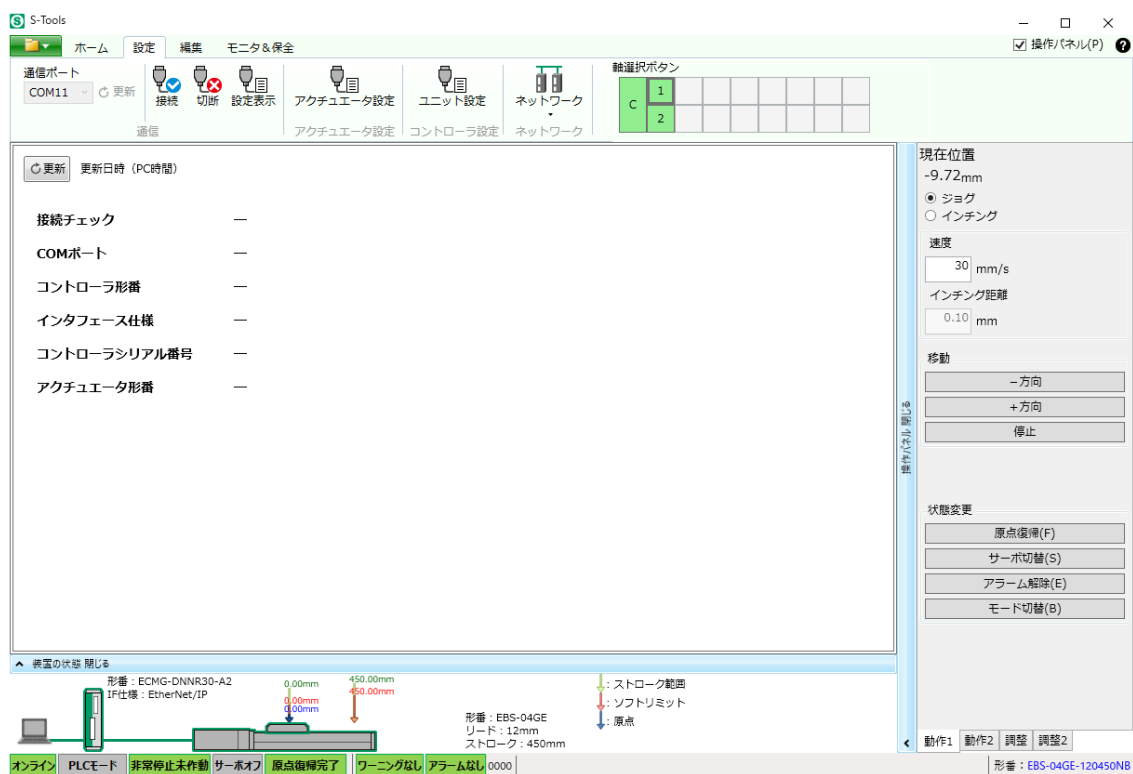 S-Tools
ホーム 設定 編集 モニタ&保全
操作パネル(P)
通信ポート
COM11 更新
接続 切断 設定表示
通信
アクチュエータ設定
アクチュエータ設定
ユニット設定
コントローラ設定
ネットワーク
ネットワーク
軸選択ボタン
C 1
2
更新 更新日時(PC時間)
接続チェック —
COMポート —
コントローラ形番 —
インタフェース仕様 —
コントローラシリアル番号 —
アクチュエータ形番 —
操作パネル 閉じる
現在位置
-9.72mm
ジョグ
インチング
速度
30 mm/s
インチング距離
0.10 mm
移動
-方向
+方向
停止
状態変更
原点復帰(F)
サーボ切替(S)
アラーム解除(E)
モード切替(B)
動作1 動作2 調整 調整2
装置の状態 閉じる
形番:ECMG-DNNR30-A2
IF仕様:EtherNet/IP
0.00mm 450.00mm
0.00mm 450.00mm
0.00mm
形番:EBS-04GE
リード:12mm
ストローク:450mm
:ストローク範囲
:ソフトリミット
:原点
オンライン PLCモード 非常停止未作動 サーボオフ 原点復帰完了 ワーニングなし アラームなし 0000
形番:EBS-04GE-120450NB